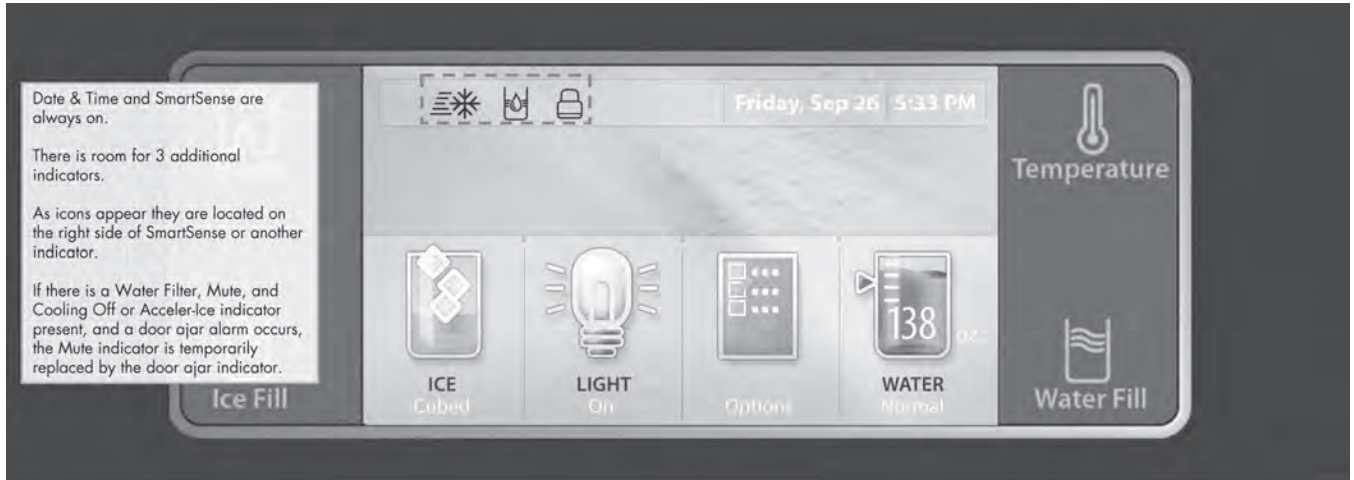 Date & Time and SmartSense are
always on.
There is room for 3 additional
indicators.
As icons appear they are located on
the right side of SmartSense or another
indicator.
If there is a Water Filter, Mute, and
Cooling Off or Acceler-Ice indicator
present, and a door ajar alarm occurs,
the Mute indicator is temporarily
replaced by the door ajar indicator.
Ice Fill
Friday, Sep 26 5:33 PM
138 oz.
ICE
Cubed
LIGHT
On
Options
WATER
Normal
Temperature
Water Fill